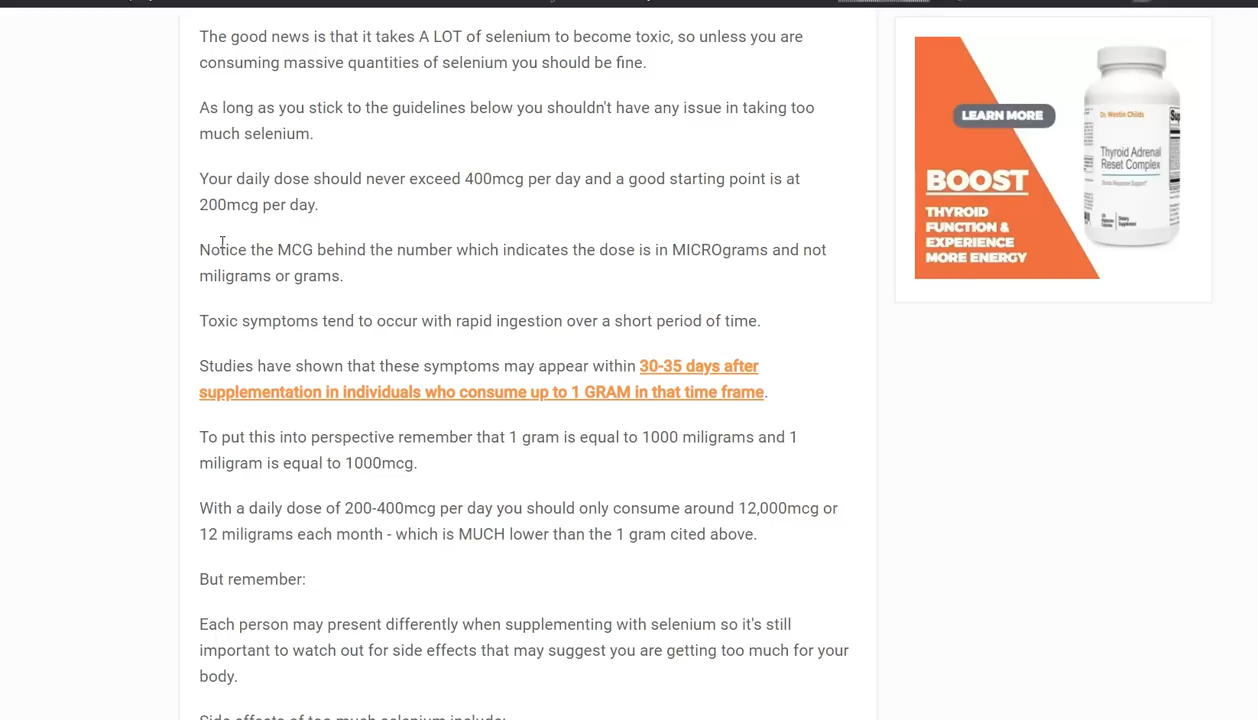 The good news is that it takes A LOT of selenium to become toxic, so unless you are
consuming massive quantities of selenium you should be fine.
As long as you stick to the guidelines below you shouldn't have any issue in taking too
much selenium.
Your daily dose should never exceed 400mcg per day and a good starting point is at
200mcg per day.
Notice the MCG behind the number which indicates the dose is in MICROgrams and not
miligrams or grams.
Toxic symptoms tend to occur with rapid ingestion over a short period of time.
Studies have shown that these symptoms may appear within 30-35 days after
supplementation in individuals who consume up to 1 GRAM in that time frame.
To put this into perspective remember that 1 gram is equal to 1000 miligrams and 1
miligram is equal to 1000mcg.
With a daily dose of 200-400mcg per day you should only consume around 12,000mcg or
12 miligrams each month - which is MUCH lower than the 1 gram cited above.
But remember:
Each person may present differently when supplementing with selenium so it's still
important to watch out for side effects that may suggest you are getting too much for your
body.
Side effects of too much selenium include:
LEARN MORE
BOOST
THYROID
FUNCTION &
EXPERIENCE
MORE ENERGY
Dr. Westin Childs
Thyroid Adrenal
Reset Complex